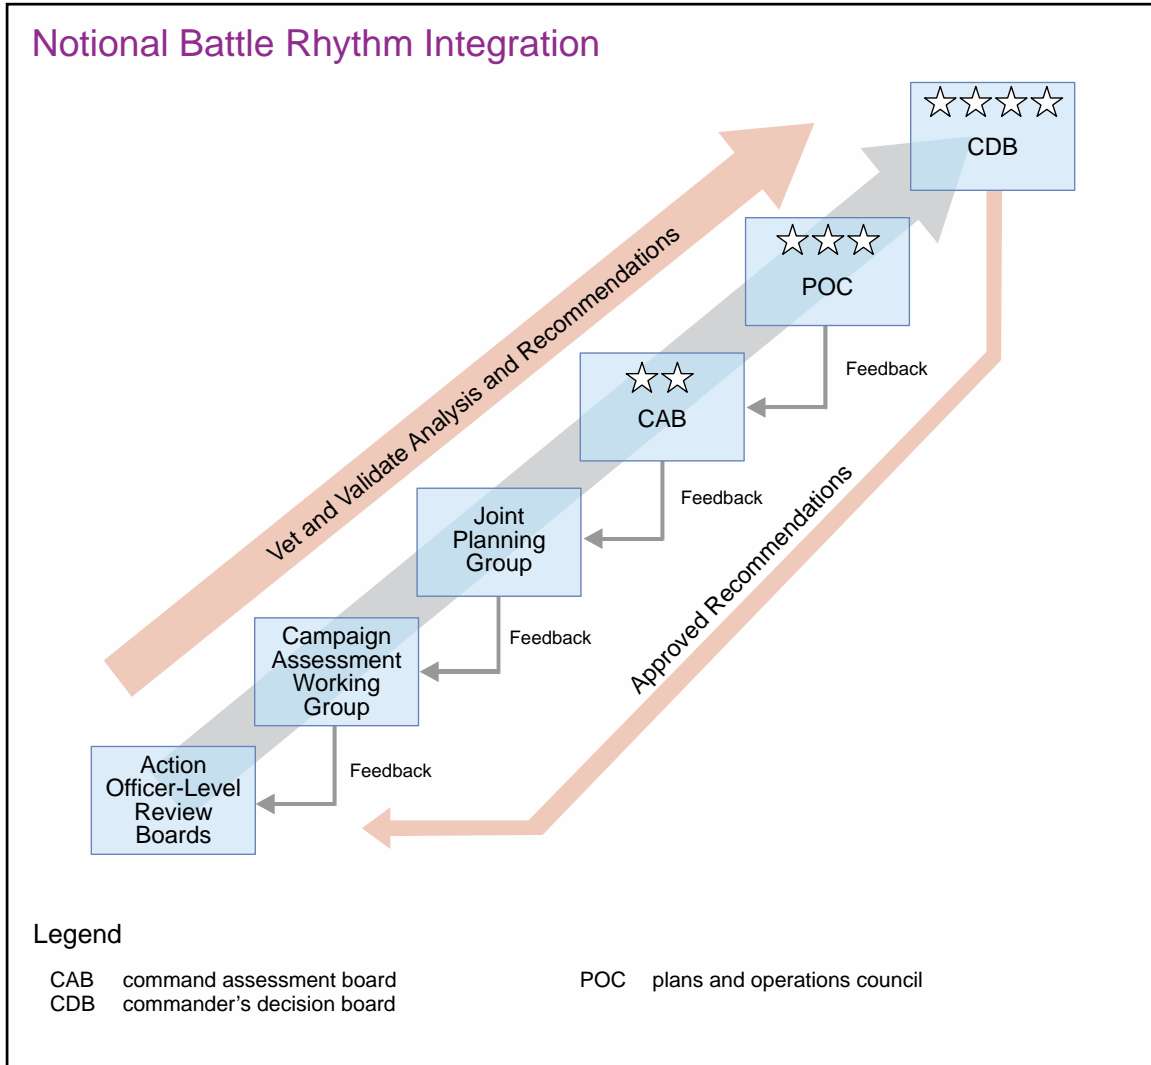 Notional Battle Rhythm Integration
CDB
POC
Feedback
CAB
Feedback
Vet and Validate Analysis and Recommendations
Joint
Planning
Group
Feedback
Approved Recommendations
Campaign
Assessment
Working
Group
Feedback
Action
Officer-Level
Review
Boards
Legend
CAB command assessment board
CDB commander's decision board
POC plans and operations council